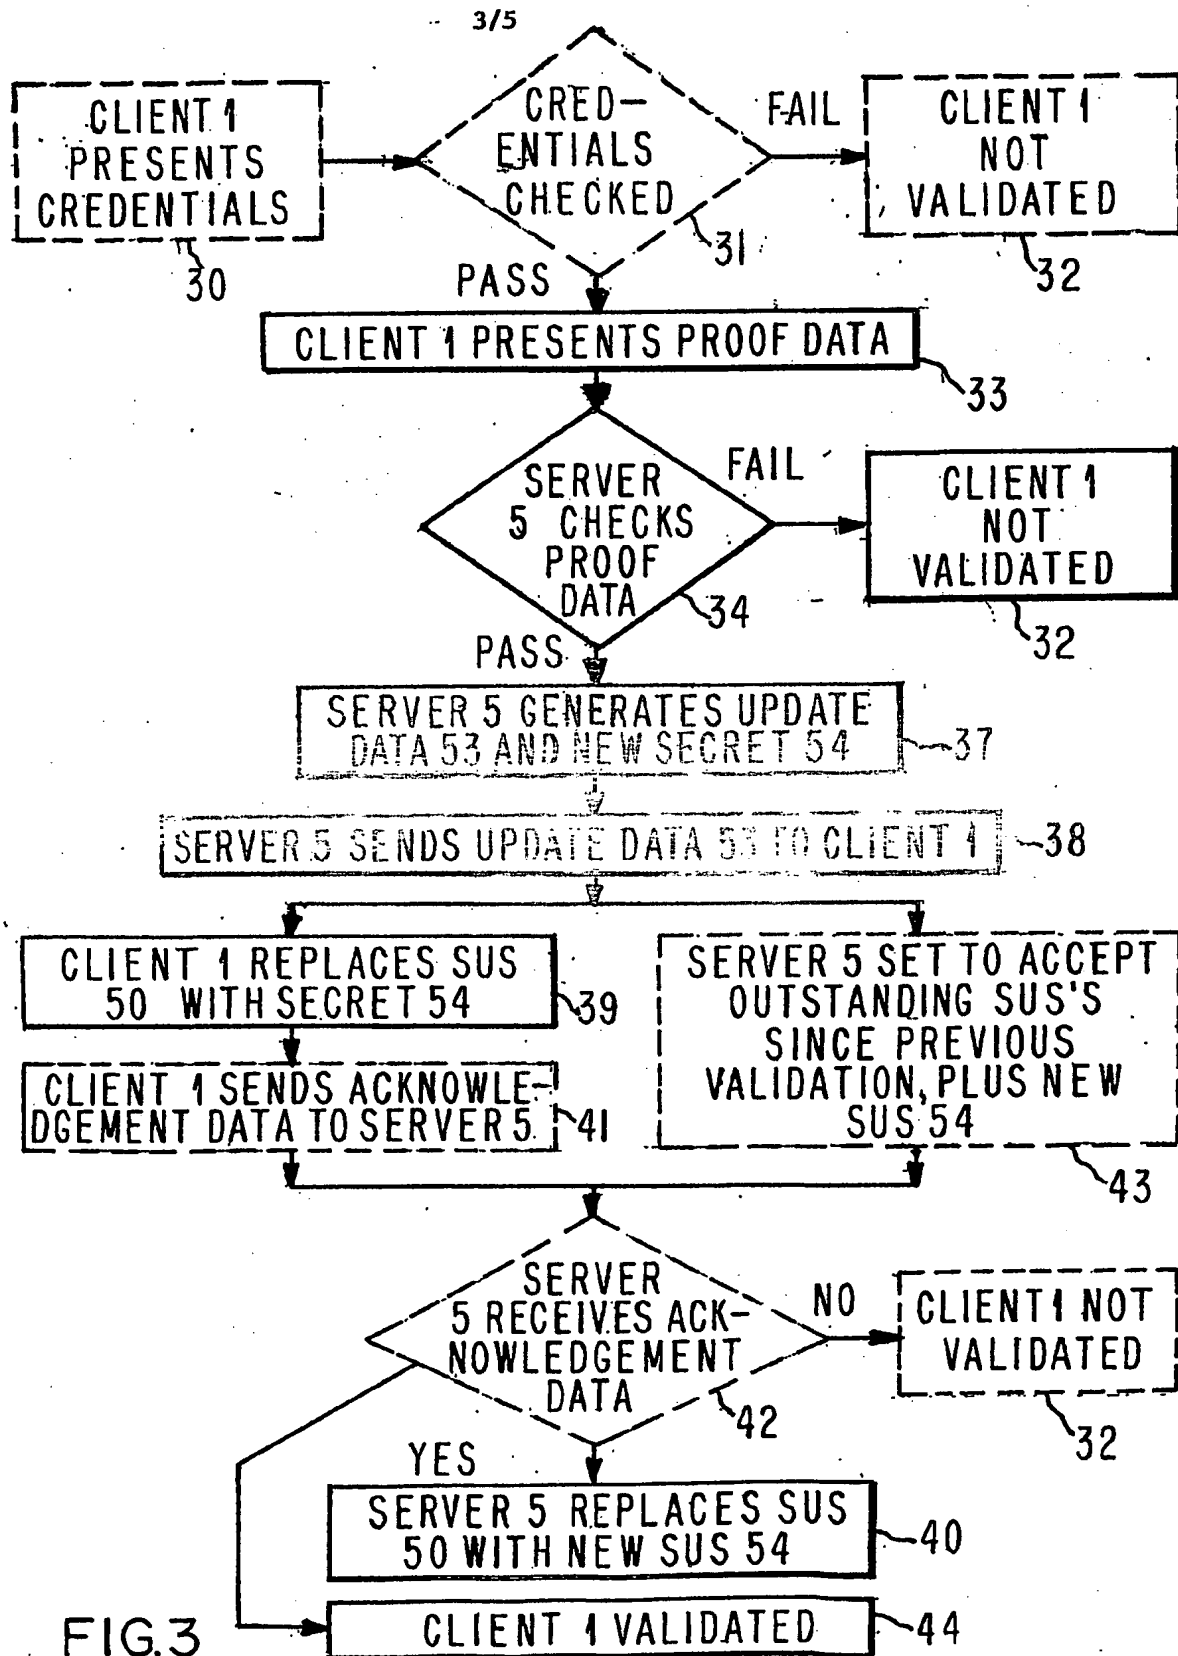 3/5
CLIENT 1
PRESENTS
CREDENTIALS
30
CRED-
ENTIALS
CHECKED
31
FAIL
CLIENT 1
NOT
VALIDATED
32
PASS
CLIENT 1 PRESENTS PROOF DATA
33
SERVER
5 CHECKS
PROOF
DATA
34
FAIL
CLIENT 1
NOT
VALIDATED
32
PASS
SERVER 5 GENERATES UPDATE
DATA 53 AND NEW SECRET 54
37
SERVER 5 SENDS UPDATE DATA 53 TO CLIENT 1
38
CLIENT 1 REPLACES SUS
50 WITH SECRET 54
39
CLIENT 1 SENDS ACKNOWLE-
DGEMENT DATA TO SERVER 5.
41
SERVER 5 SET TO ACCEPT
OUTSTANDING SUS'S
SINCE PREVIOUS
VALIDATION, PLUS NEW
SUS 54
43
SERVER
5 RECEIVES ACK-
NOWLEDGEMENT
DATA
42
NO
CLIENT 1 NOT
VALIDATED
32
YES
SERVER 5 REPLACES SUS
50 WITH NEW SUS 54
40
CLIENT 1 VALIDATED
44
FIG.3